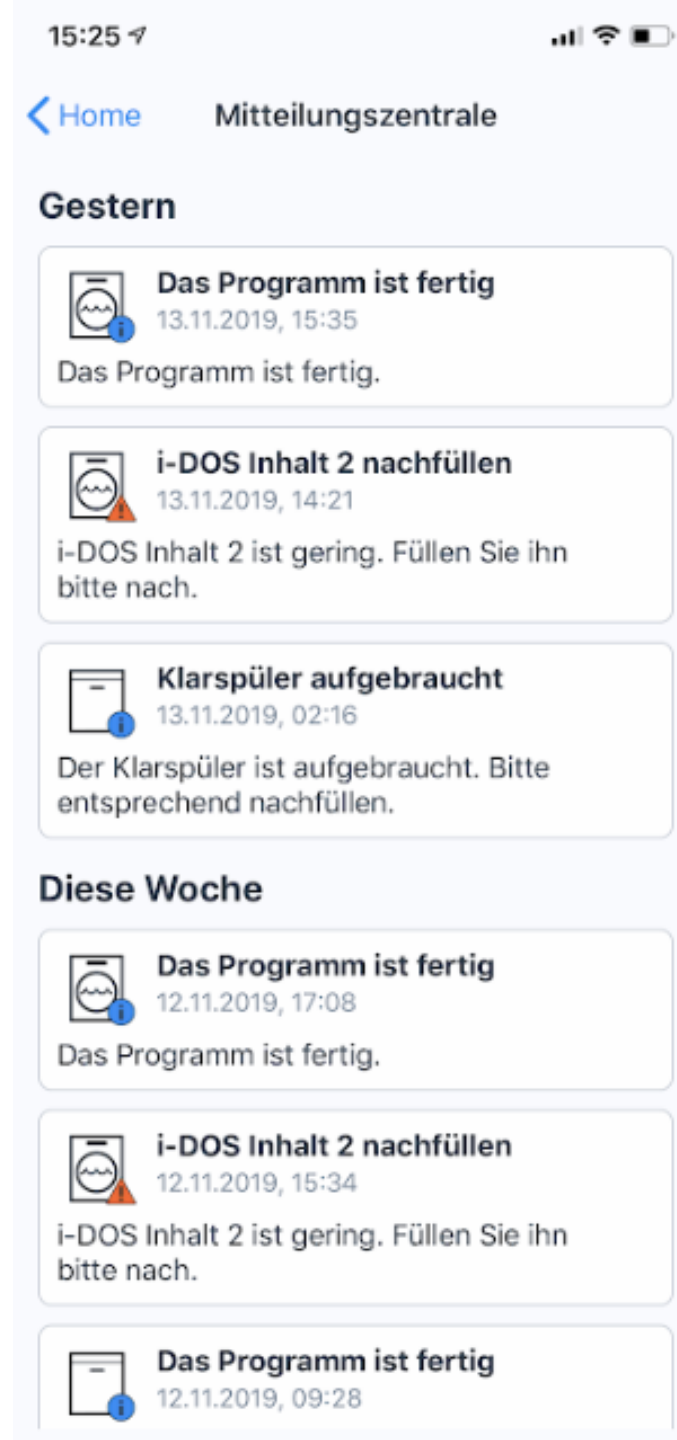 15:25
Home
Mitteilungszentrale
Gestern
Das Programm ist fertig
13.11.2019, 15:35
Das Programm ist fertig.
i-DOS Inhalt 2 nachfüllen
13.11.2019, 14:21
i-DOS Inhalt 2 ist gering. Füllen Sie ihn
bitte nach.
Klarspüler aufgebraucht
13.11.2019, 02:16
Der Klarspüler ist aufgebraucht. Bitte
entsprechend nachfüllen.
Diese Woche
Das Programm ist fertig
12.11.2019, 17:08
Das Programm ist fertig.
i-DOS Inhalt 2 nachfüllen
12.11.2019, 15:34
i-DOS Inhalt 2 ist gering. Füllen Sie ihn
bitte nach.
Das Programm ist fertig
12.11.2019, 09:28